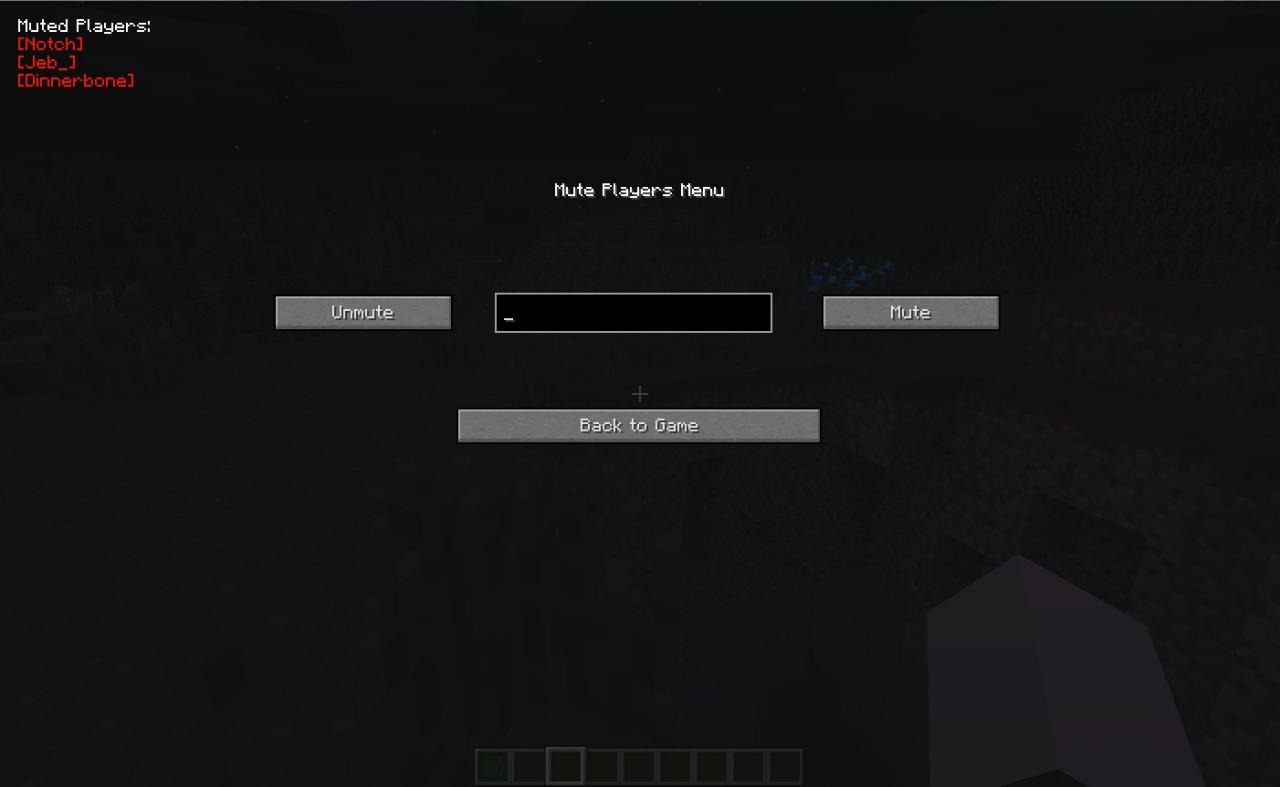 Muted Players:
[Notch]
[Jeb_]
[Dinnerbone]
Mute Players Menu
Unmute
_
Mute
Back to Game